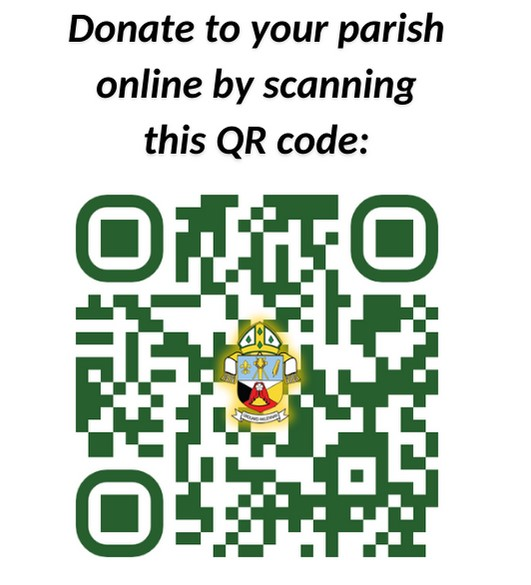 Donate to your parish
online by scanning
this QR code: